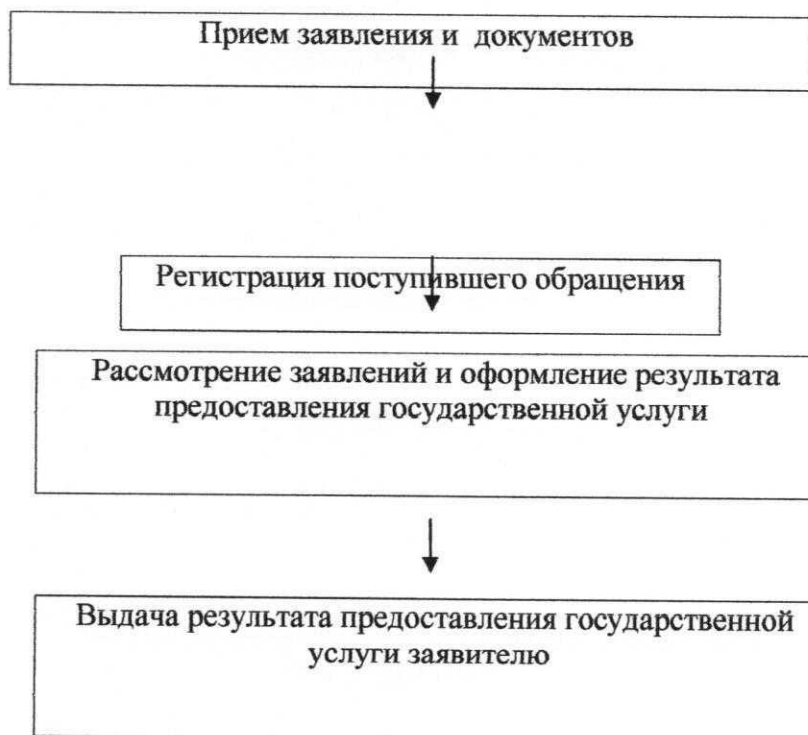 Прием заявления и документов
Регистрация поступившего обращения
Рассмотрение заявлений и оформление результата
предоставления государственной услуги
Выдача результата предоставления государственной
услуги заявителю